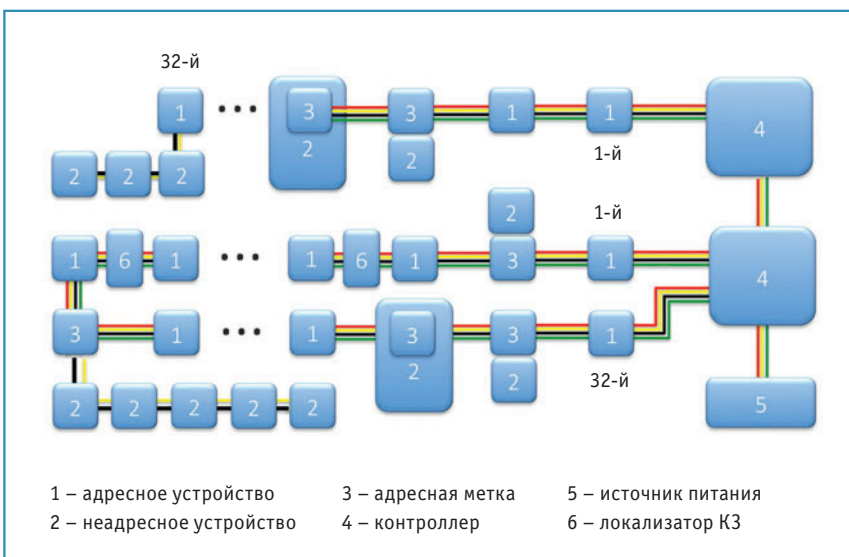 32-й
1 3 3 1 1 4
2
2 2 2 2 1-й
2 1-й
1 6 1 1 6 1 3 1 4
3 1 1 3 3 1
2 2 32-й
2 2 2 2 2 5
1 – адресное устройство 3 – адресная метка 5 – источник питания
2 – неадресное устройство 4 – контроллер 6 – локализатор КЗ